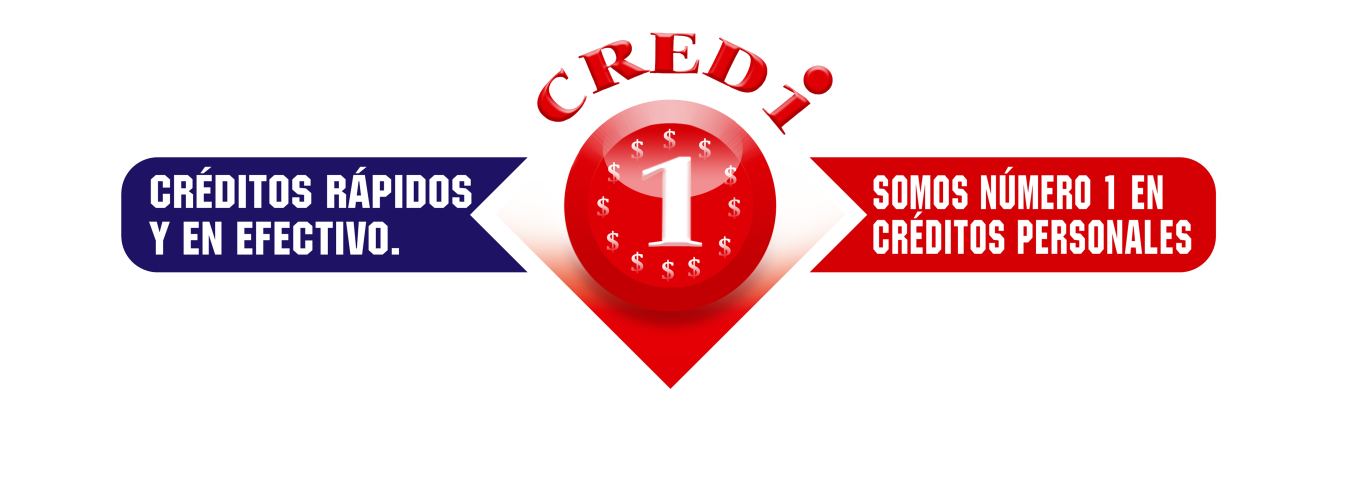 CREDi
$ $ $
$ $
$ 1 $
$ $
$ $ $ $
CRÉDITOS RÁPIDOS
Y EN EFECTIVO.
SOMOS NÚMERO 1 EN
CRÉDITOS PERSONALES